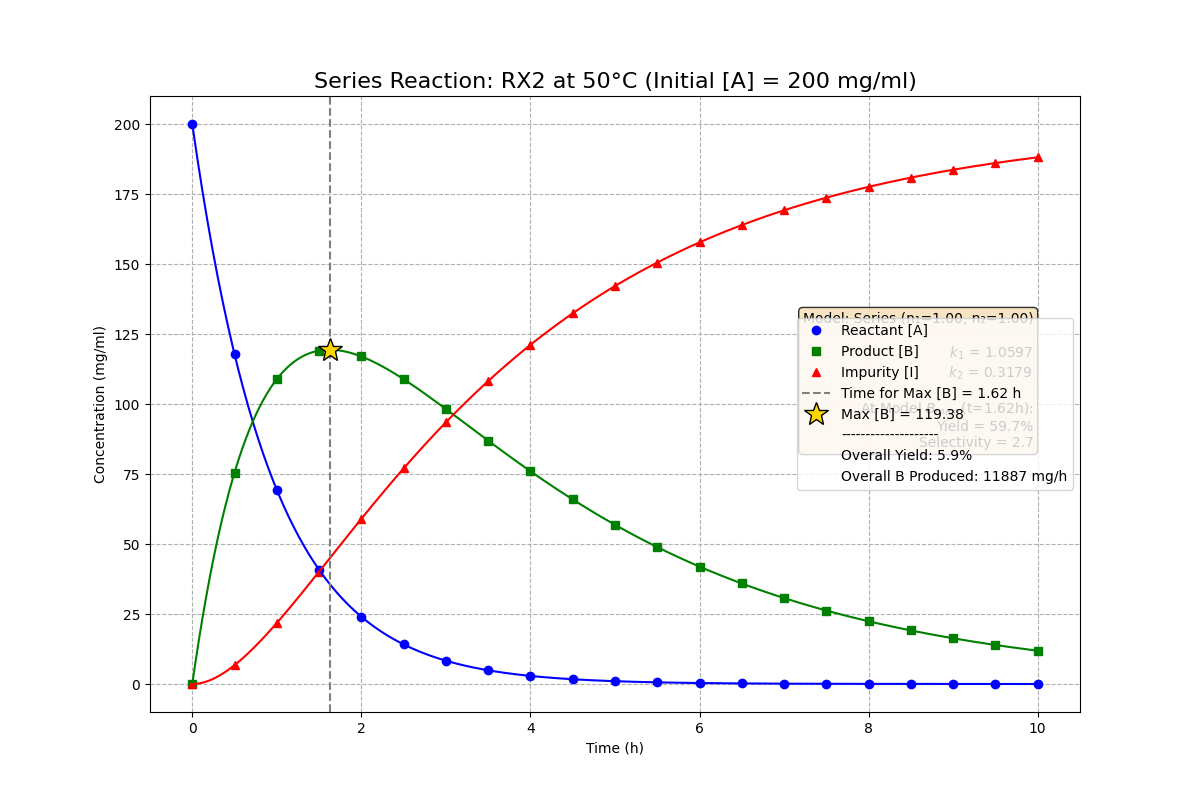 Series Reaction: RX2 at 50°C (Initial [A] = 200 mg/ml)
Concentration (mg/ml)
200
175
150
125
100
75
50
25
0
Model: Series (n₁=1.00, n₂=1.00)
k₁ = 1.0597
k₂ = 0.3179
At Model (t=1.62h):
Yield = 59.7%
Selectivity = 2.7
Reactant [A]
Product [B]
Impurity [I]
Time for Max [B] = 1.62 h
Max [B] = 119.38
--------------------
Overall Yield: 5.9%
Overall B Produced: 11887 mg/h
0
2
4
6
8
10
Time (h)